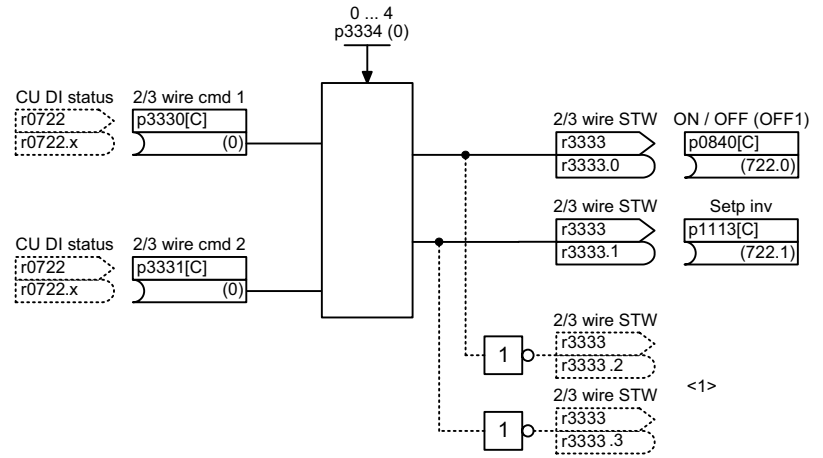 0 ... 4
p3334 (0)
CU DI status
2/3 wire cmd 1
r0722
p3330[C]
r0722.x
(0)
2/3 wire STW
ON / OFF (OFF1)
r3333
p0840[C]
r3333.0
(722.0)
2/3 wire STW
Setp inv
r3333
p1113[C]
r3333.1
(722.1)
CU DI status
2/3 wire cmd 2
r0722
p3331[C]
r0722.x
(0)
2/3 wire STW
1
r3333
r3333.2
<1>
2/3 wire STW
1
r3333
r3333.3